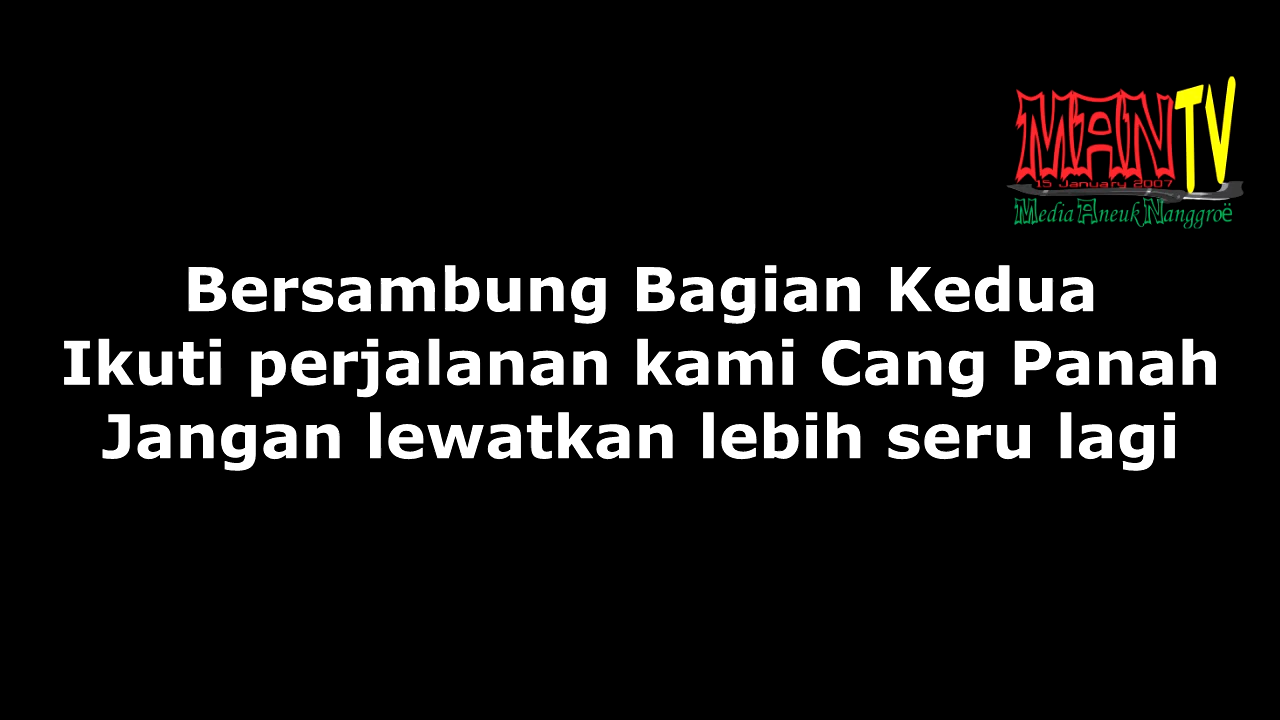 MANTV
15 January 2007
Media Aneuk Nanggroë
Bersambung Bagian Kedua
Ikuti perjalanan kami Cang Panah
Jangan lewatkan lebih seru lagi